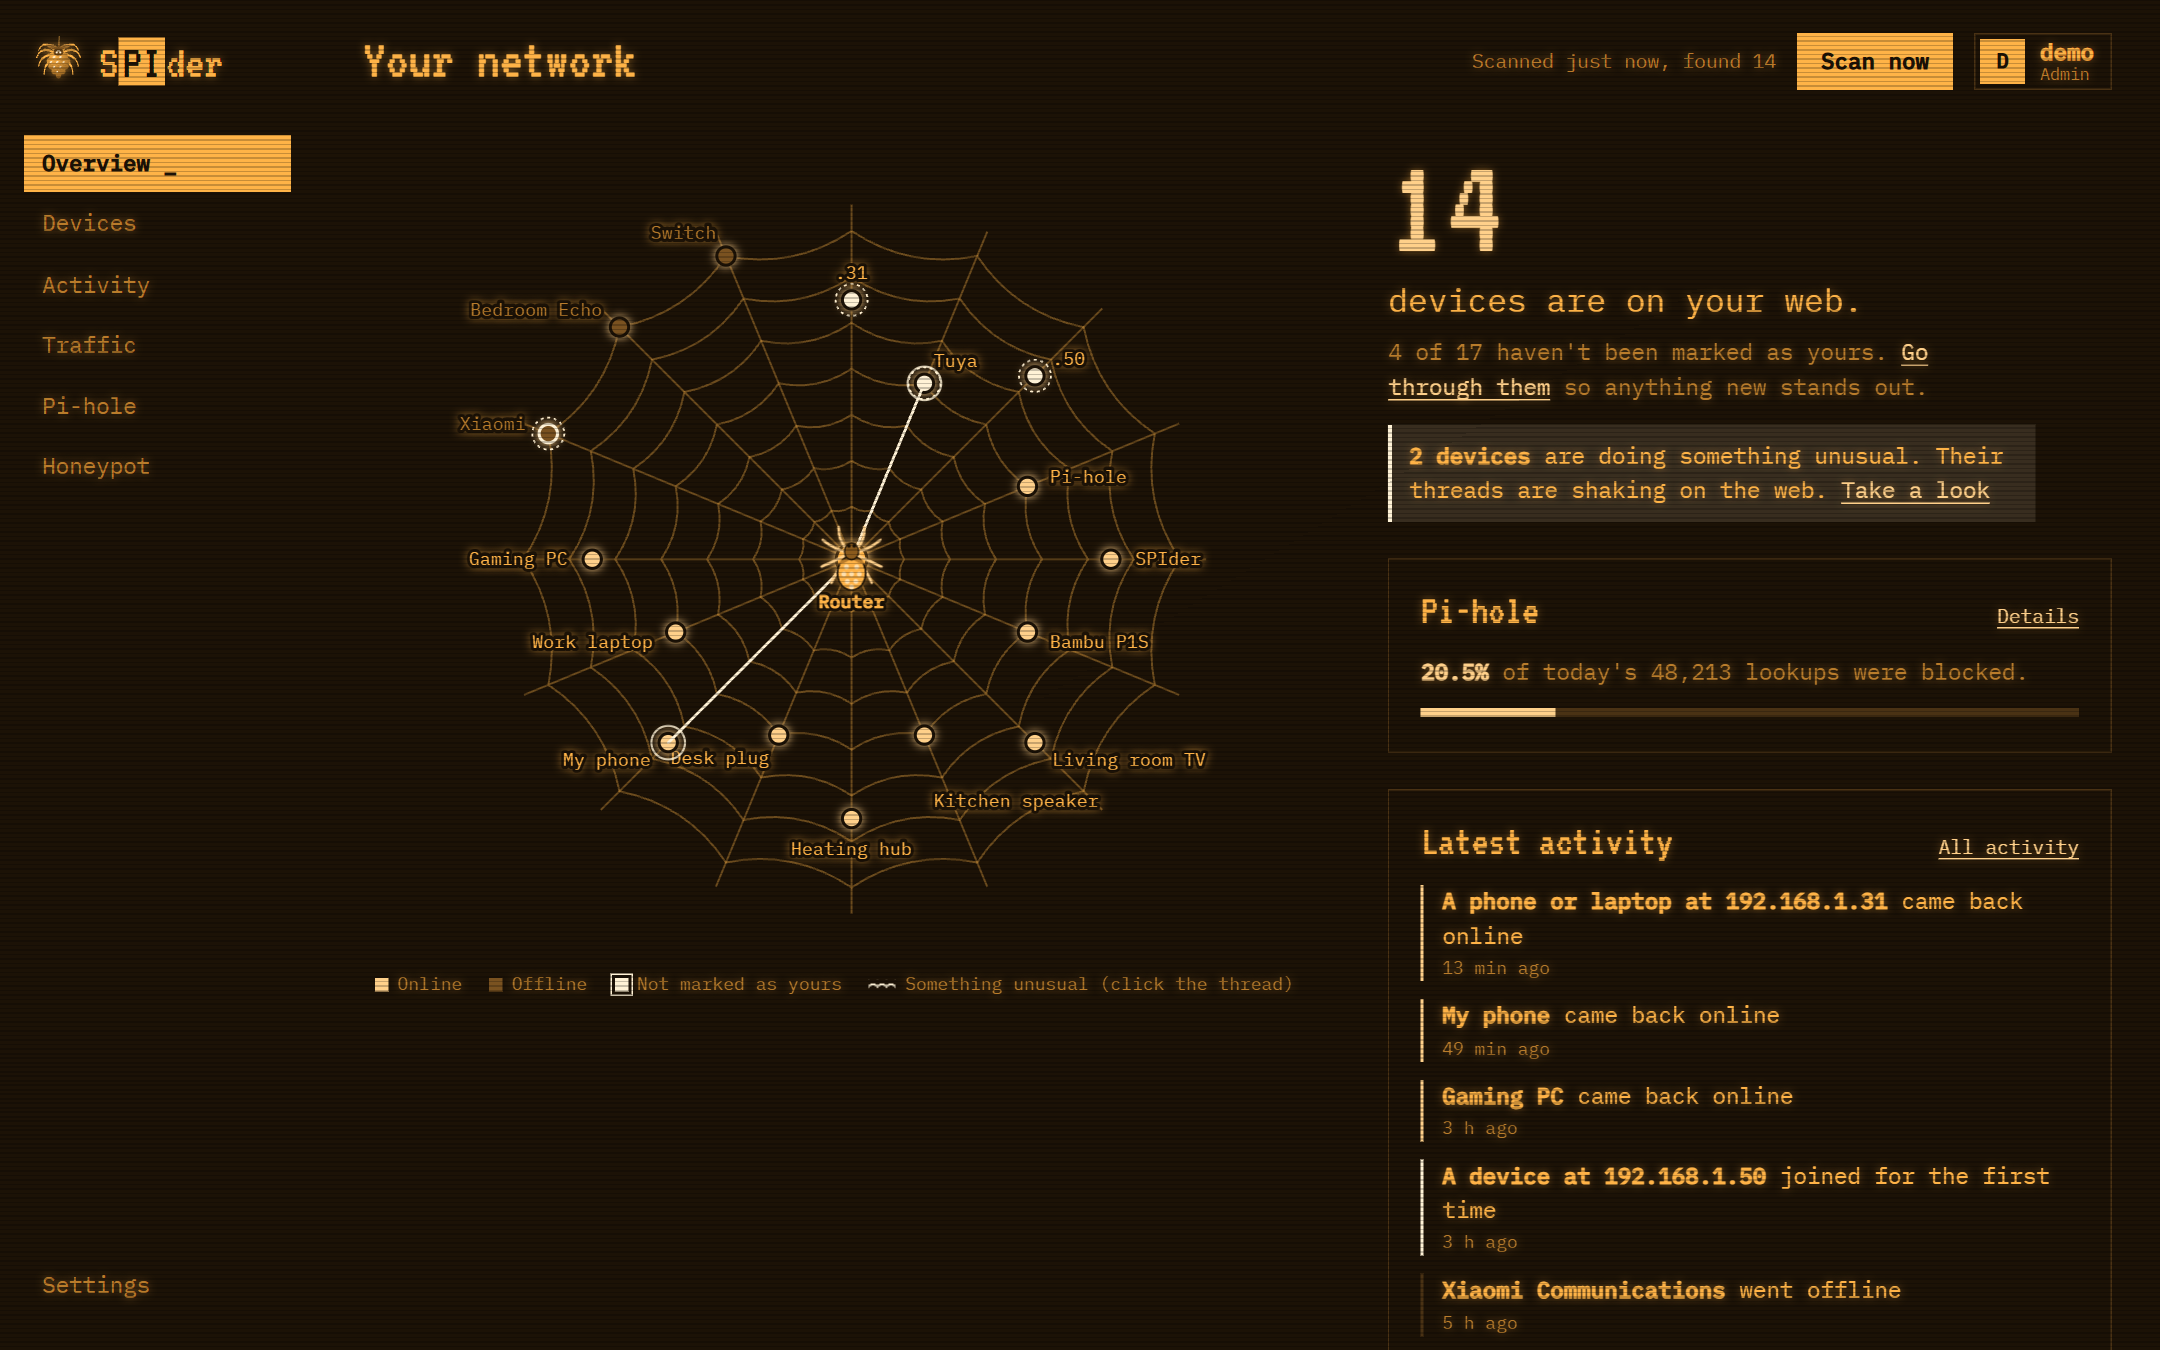 SPIder
Your network
Scanned just now, found 14
Scan now
D
demo
Admin
Overview _
Devices
Activity
Traffic
Pi-hole
Honeypot
Settings
Switch
.31
Bedroom Echo
Tuya
.50
Xiaomi
Pi-hole
Gaming PC
SPIder
Router
Work laptop
Bambu P1S
My phone
Desk plug
Living room TV
Kitchen speaker
Heating hub
Online
Offline
Not marked as yours
Something unusual (click the thread)
14
devices are on your web.
4 of 17 haven't been marked as yours. Go
through them so anything new stands out.
2 devices are doing something unusual. Their
threads are shaking on the web. Take a look
Pi-hole
Details
20.5% of today's 48,213 lookups were blocked.
Latest activity
All activity
A phone or laptop at 192.168.1.31 came back
online
13 min ago
My phone came back online
49 min ago
Gaming PC came back online
3 h ago
A device at 192.168.1.50 joined for the first
time
3 h ago
Xiaomi Communications went offline
5 h ago